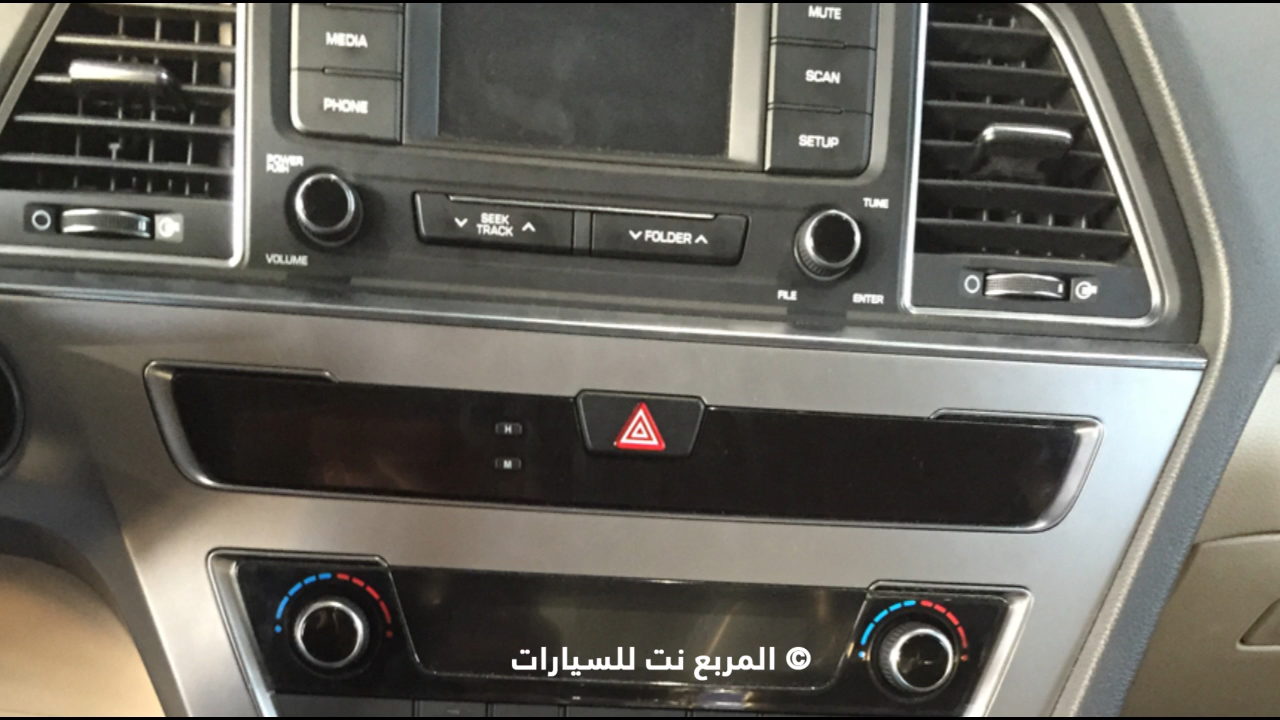 MUTE
MEDIA
SCAN
PHONE
SETUP
POWER
PUSH
TUNE
SEEK
TRACK
FOLDER
VOLUME
FILE
ENTER
H
M
© المربع نت للسيارات